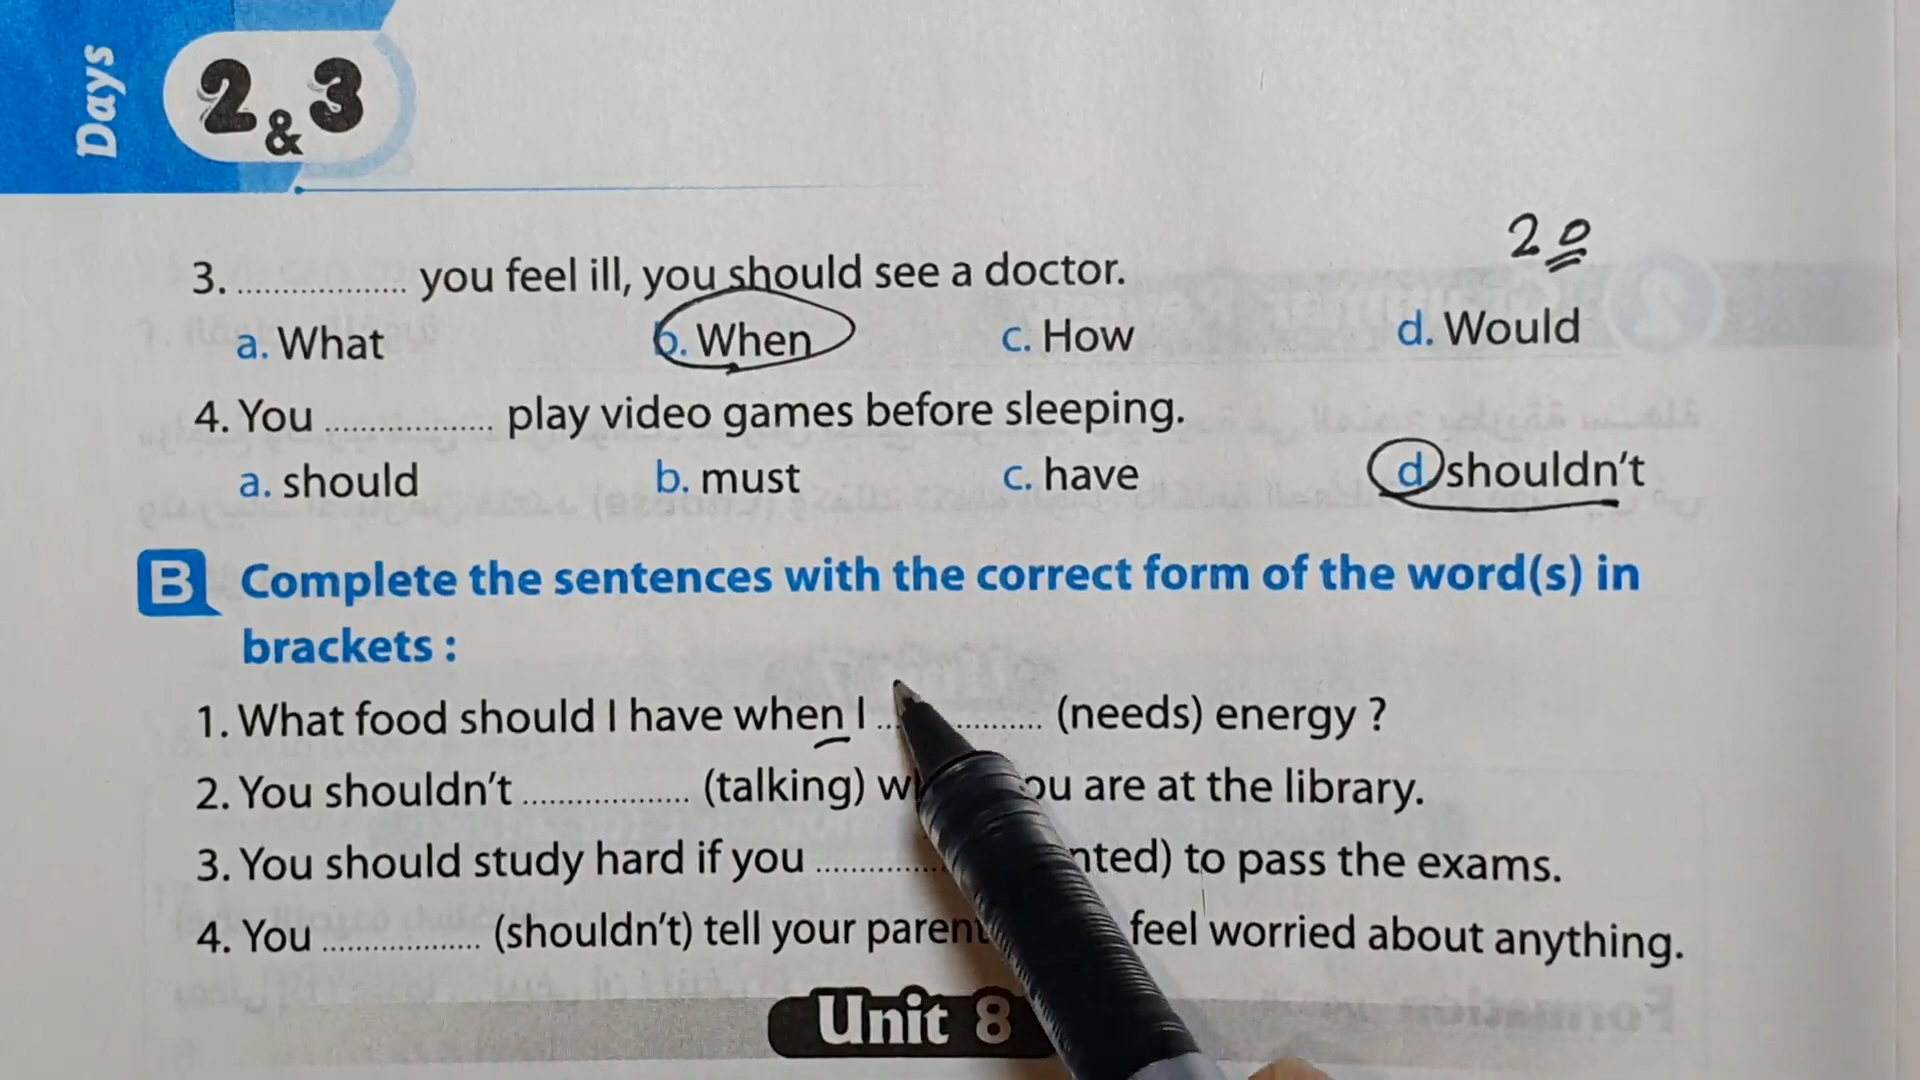 Days
2 & 3
20
3. .................. you feel ill, you should see a doctor.
a. What b. When c. How d. Would
4. You .................. play video games before sleeping.
a. should b. must c. have d shouldn't
B Complete the sentences with the correct form of the word(s) in
brackets :
1. What food should I have when I .................. (needs) energy ?
2. You shouldn't .................. (talking) are at the library.
3. You should study hard if you .................. to pass the exams.
4. You .................. (shouldn't) tell your feel worried about anything.
Unit 8